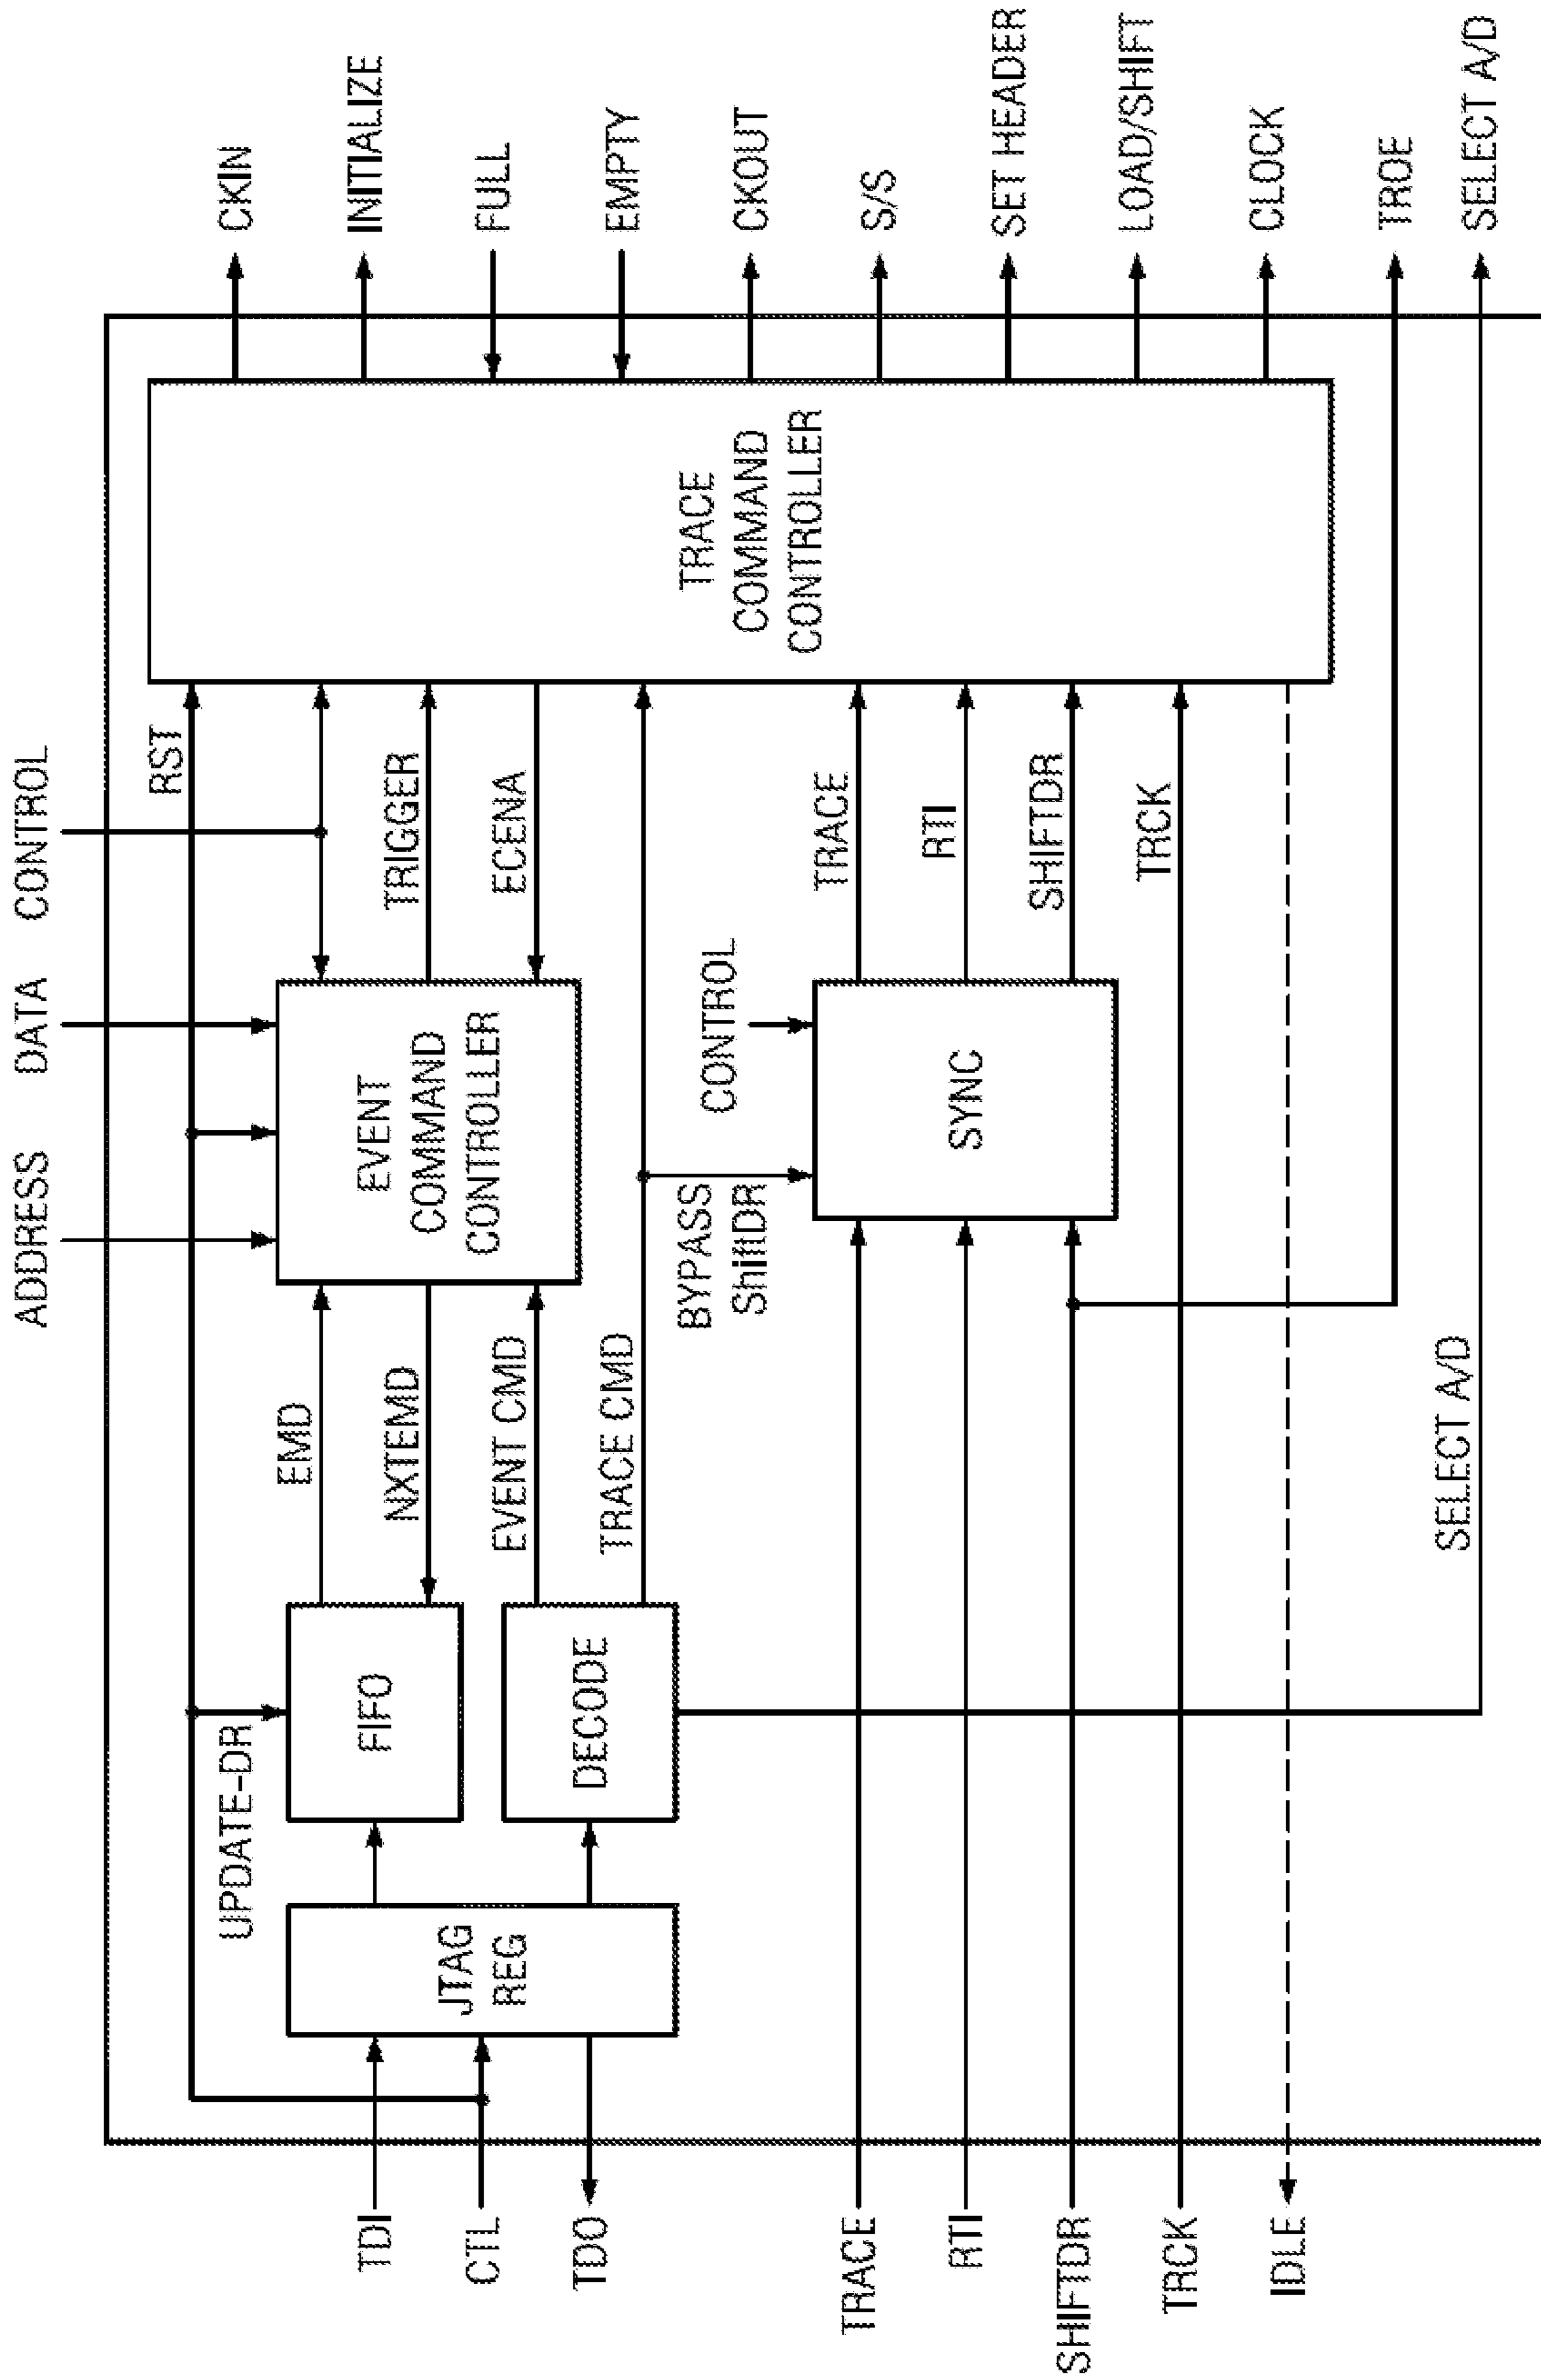 ADDRESS
DATA
CONTROL
RST
UPDATE-DR
CKIN
INITIALIZE
FULL
EMPTY
CKOUT
S/S
SET HEADER
LOAD/SHIFT
CLOCK
TROE
SELECT A/D
TDI
CTL
TDO
JTAG
REG
FIFO
DECODE
EMD
NXTEMD
EVENT CMD
TRACE CMD
EVENT
COMMAND
CONTROLLER
TRIGGER
ECENA
TRACE
COMMAND
CONTROLLER
BYPASS
ShiftDR
CONTROL
SYNC
TRACE
RTI
SHIFTDR
TRCK
TRACE
RTI
SHIFTDR
TRCK
IDLE
SELECT A/D